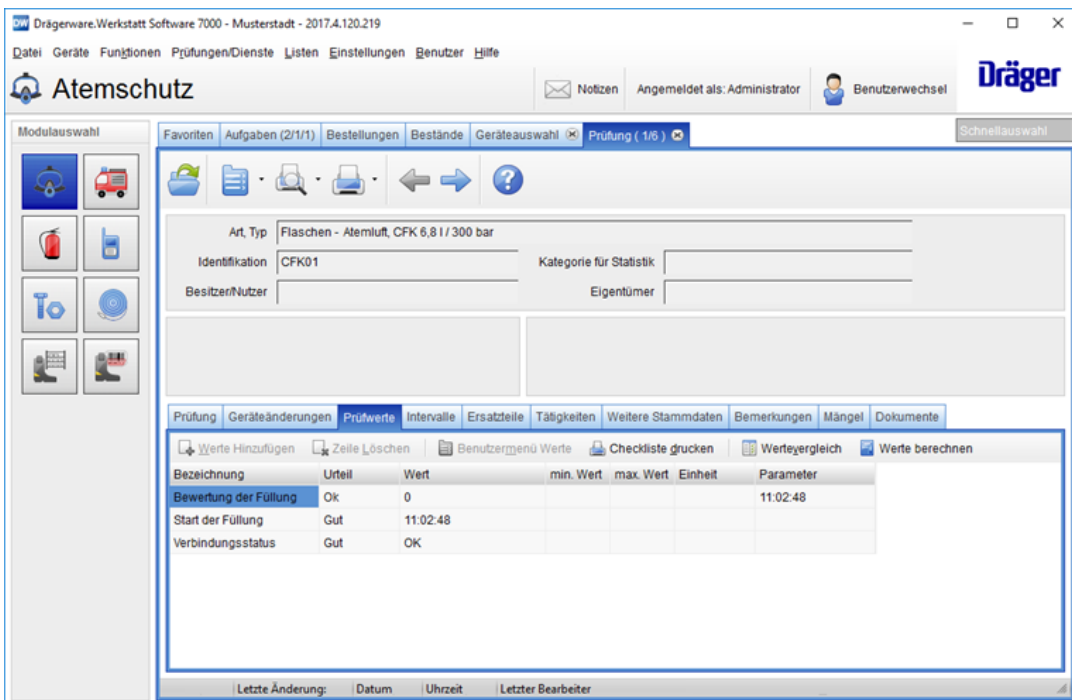 DW Drägerware.Werkstatt Software 7000 - Musterstadt - 2017.4.120.219
Datei Geräte Funktionen Prüfungen/Dienste Listen Einstellungen Benutzer Hilfe
Atemschutz Notizen Angemeldet als: Administrator Benutzerwechsel Dräger
Modulauswahl Favoriten Aufgaben (2/1/1) Bestellungen Bestände Geräteauswahl Prüfung ( 1/6 ) Schnellauswahl
Art, Typ Flaschen - Atemluft, CFK 6,8 l / 300 bar
Identifikation CFK01 Kategorie für Statistik
Besitzer/Nutzer Eigentümer
Prüfung Geräteänderungen Prüfwerte Intervalle Ersatzteile Tätigkeiten Weitere Stammdaten Bemerkungen Mängel Dokumente
Werte Hinzufügen Zeile Löschen Benutzermenü Werte Checkliste drucken Wertevergleich Werte berechnen
Bezeichnung Urteil Wert min. Wert max. Wert Einheit Parameter
Bewertung der Füllung Ok 0 11:02:48
Start der Füllung Gut 11:02:48
Verbindungsstatus Gut OK
Letzte Änderung: Datum Uhrzeit Letzter Bearbeiter